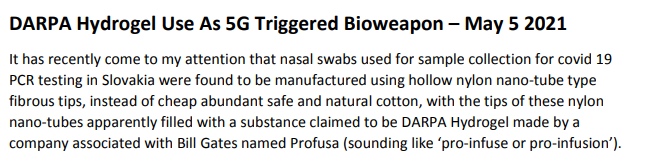 DARPA Hydrogel Use As 5G Triggered Bioweapon – May 5 2021
It has recently come to my attention that nasal swabs used for sample collection for covid 19
PCR testing in Slovakia were found to be manufactured using hollow nylon nano-tube type
fibrous tips, instead of cheap abundant safe and natural cotton, with the tips of these nylon
nano-tubes apparently filled with a substance claimed to be DARPA Hydrogel made by a
company associated with Bill Gates named Profusa (sounding like ‘pro-infuse or pro-infusion’).